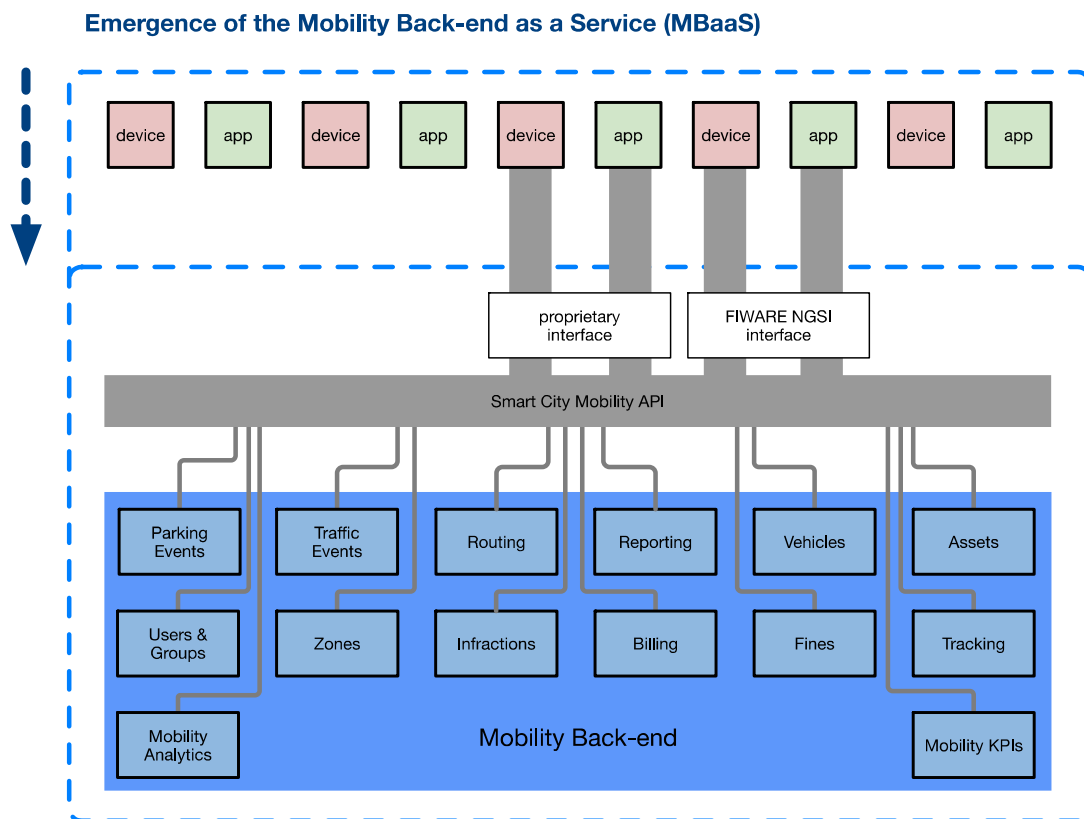 Emergence of the Mobility Back-end as a Service (MBaaS)
device
app
device
app
device
app
device
app
device
app
proprietary
interface
FIWARE NGSI
interface
Smart City Mobility API
Parking
Events
Traffic
Events
Routing
Reporting
Vehicles
Assets
Users &
Groups
Zones
Infractions
Billing
Fines
Tracking
Mobility
Analytics
Mobility Back-end
Mobility KPIs